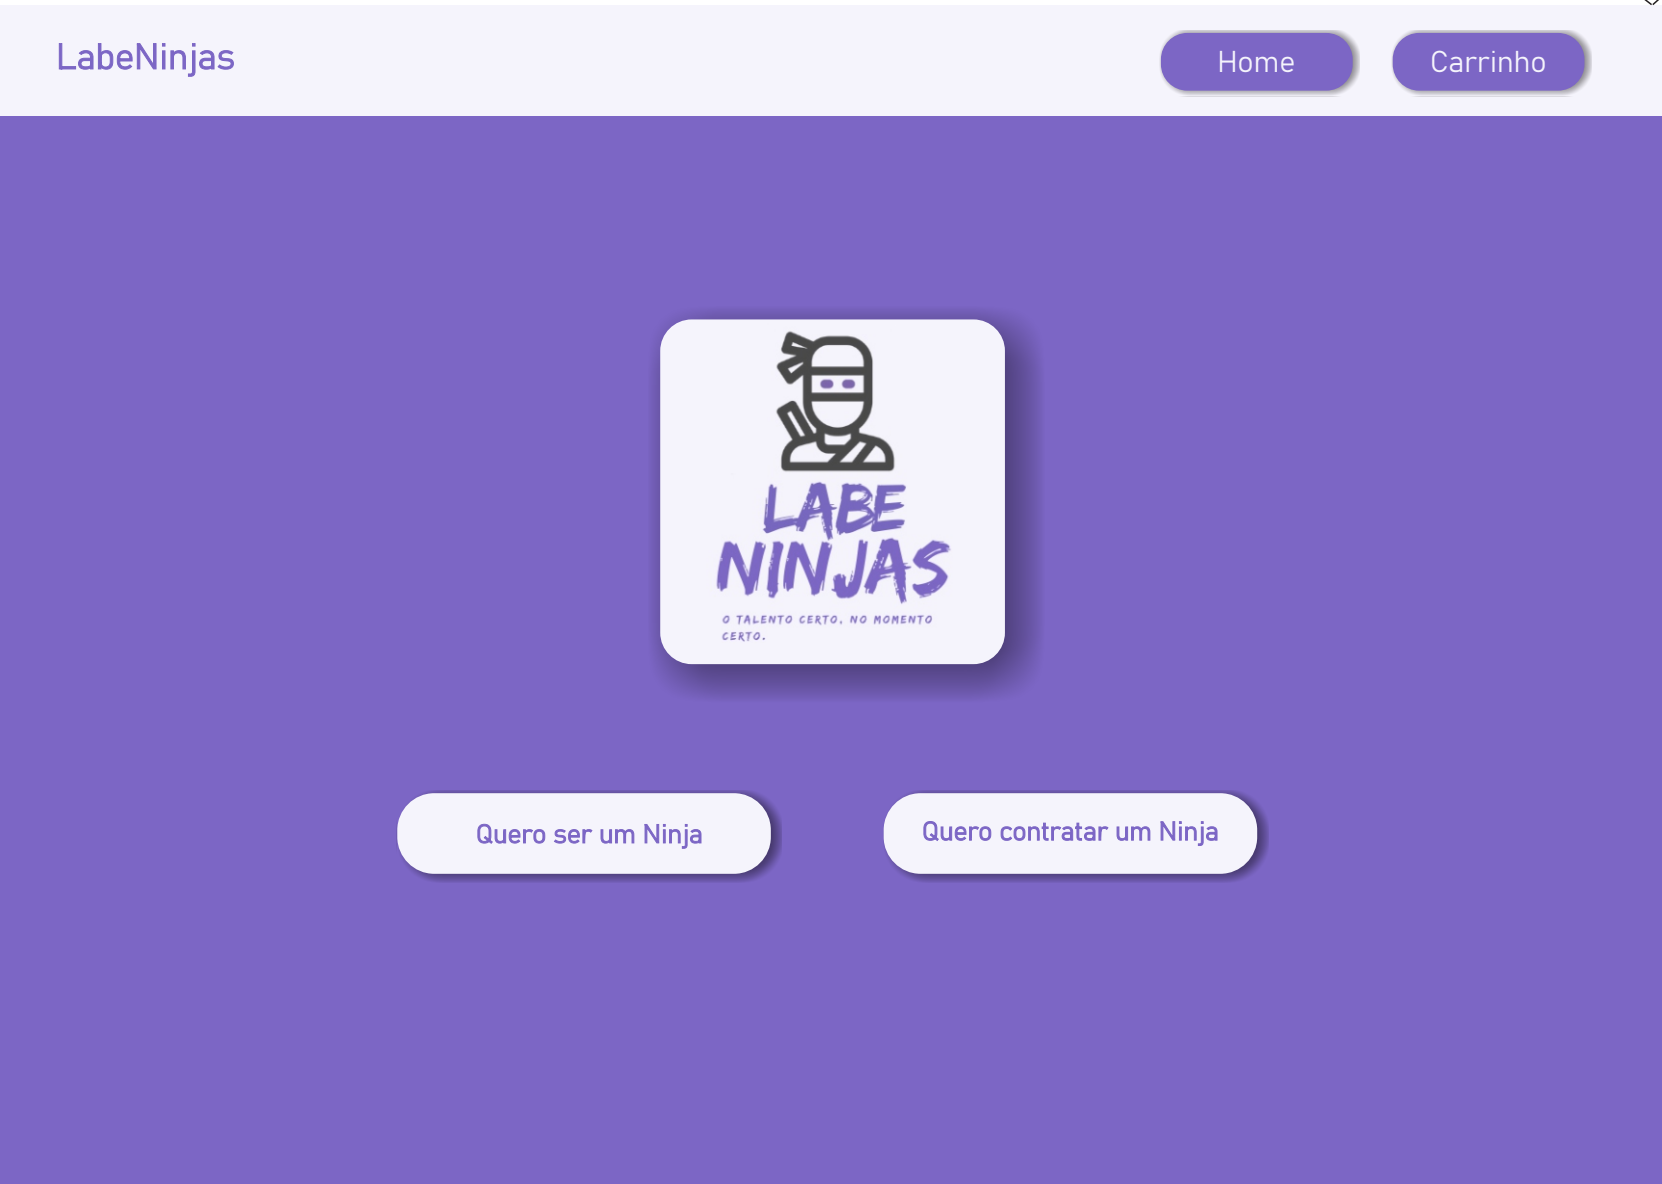 LabeNinjas
Home
Carrinho
LABE
NINJAS
O TALENTO CERTO, NO MOMENTO
CERTO.
Quero ser um Ninja
Quero contratar um Ninja